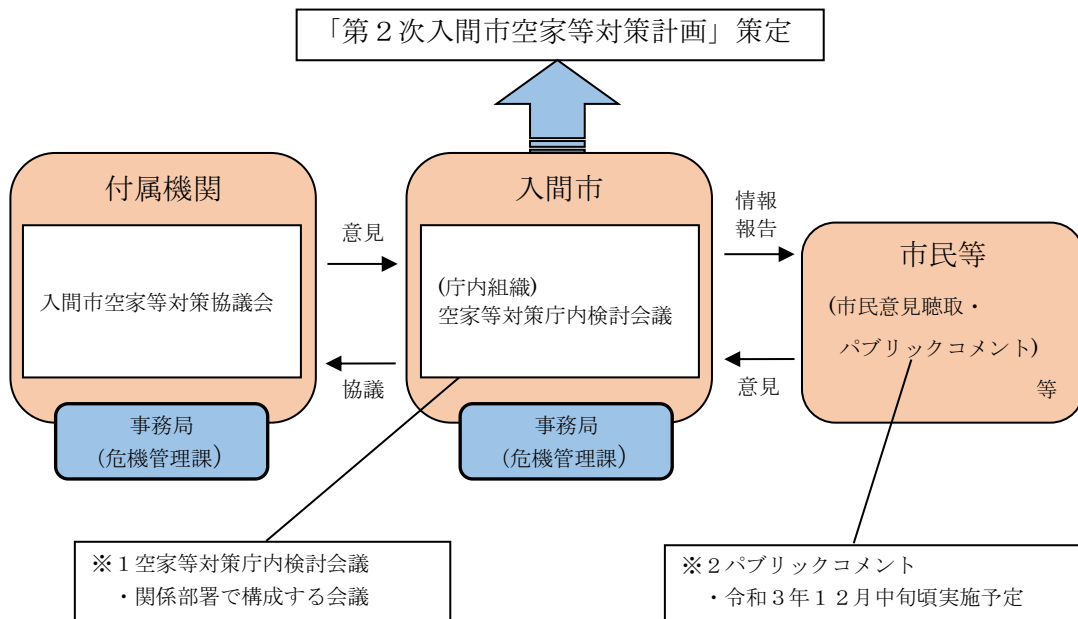 「第２次入間市空家等対策計画」策定
付属機関
入間市空家等対策協議会
事務局
(危機管理課)
意見
協議
入間市
(庁内組織)
空家等対策庁内検討会議
事務局
(危機管理課)
情報
報告
意見
市民等
(市民意見聴取・
パブリックコメント)
等
※１空家等対策庁内検討会議
・関係部署で構成する会議
※２パブリックコメント
・令和３年１２月中旬頃実施予定